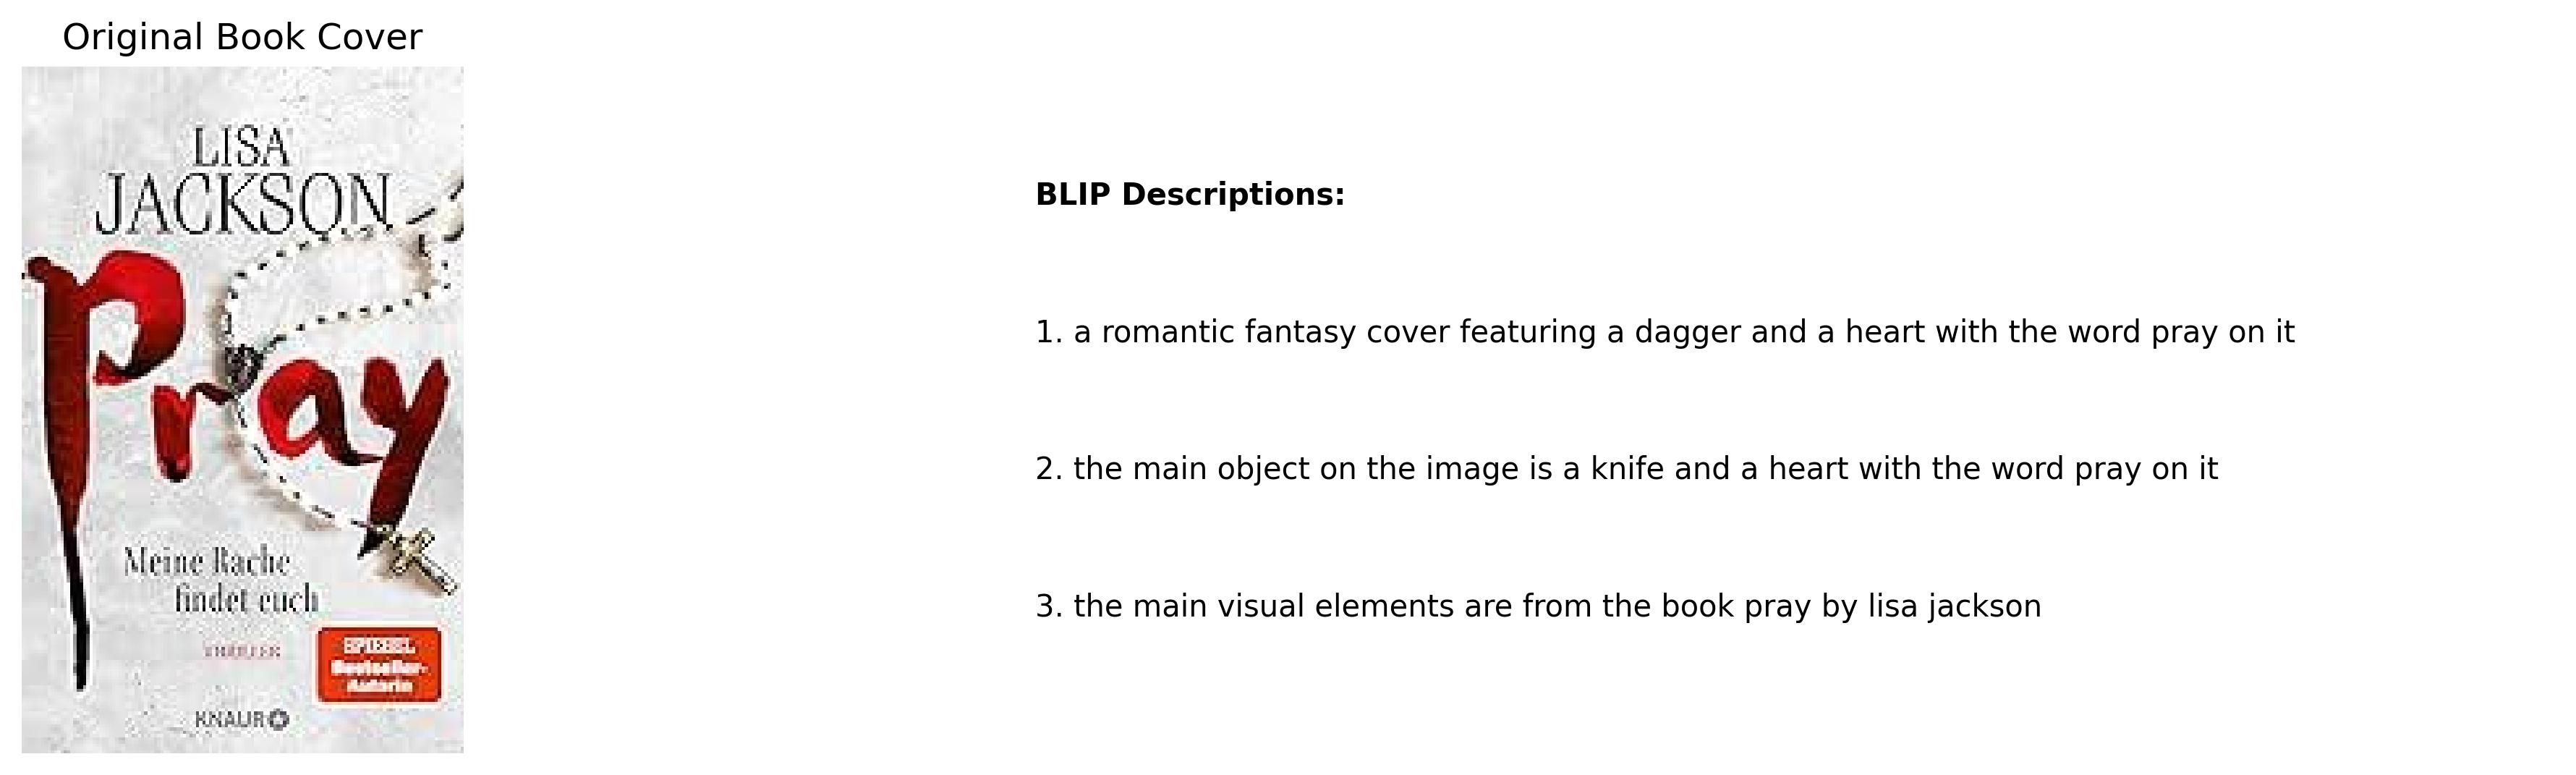 Original Book Cover
LISA
JACKSON
Pray
Meine Rache
findet euch
THRILLER
SPIEGEL
Bestseller-
Autorin
KNAUR
BLIP Descriptions:
1. a romantic fantasy cover featuring a dagger and a heart with the word pray on it
2. the main object on the image is a knife and a heart with the word pray on it
3. the main visual elements are from the book pray by lisa jackson